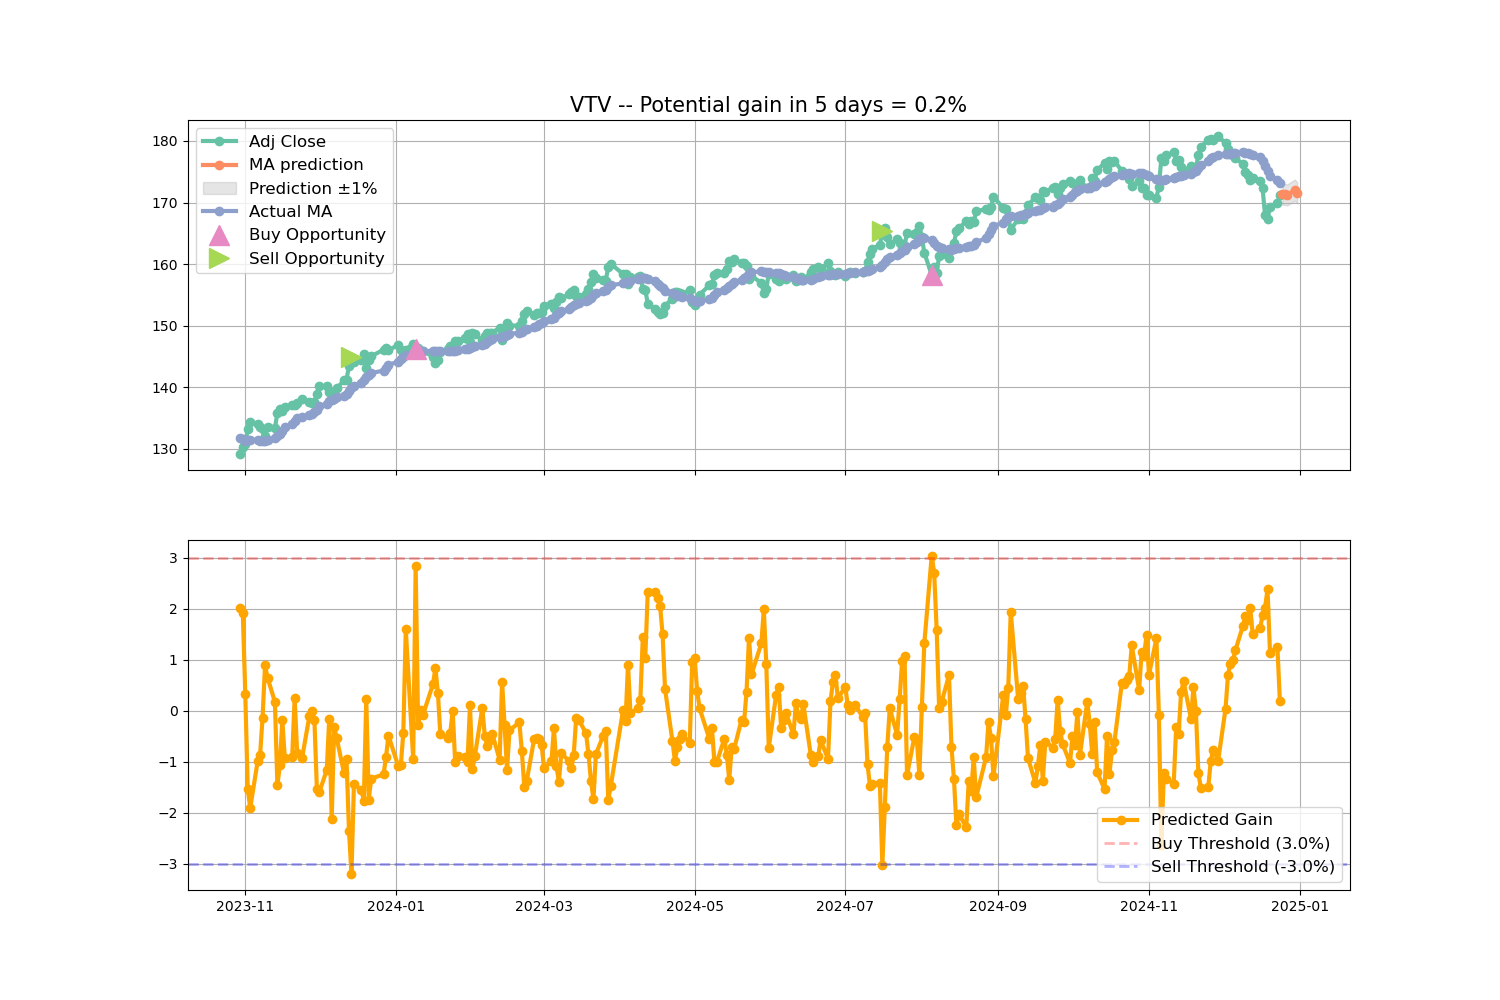 VTV -- Potential gain in 5 days = 0.2%
180
170
160
150
140
130
Adj Close
MA prediction
Prediction ±1%
Actual MA
Buy Opportunity
Sell Opportunity
3
2
1
0
−1
−2
−3
Predicted Gain
Buy Threshold (3.0%)
Sell Threshold (-3.0%)
2023-11
2024-01
2024-03
2024-05
2024-07
2024-09
2024-11
2025-01